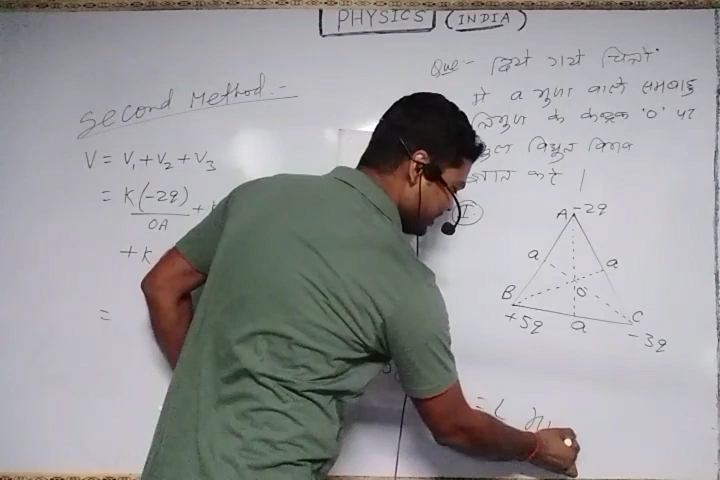 PHYSICS (INDIA)
Second Method:-
V = V₁ + V₂ + V₃
= K(-2q)/OA +
+ K
=
Que:- दिये गये चित्रो
मे a भुजा वाले समबाहु
त्रिभुज के केन्द्रक 'O' पर
विद्युत विभव
ज्ञात करे |
I
A -2q
a a
O
B C
+5q a -3q